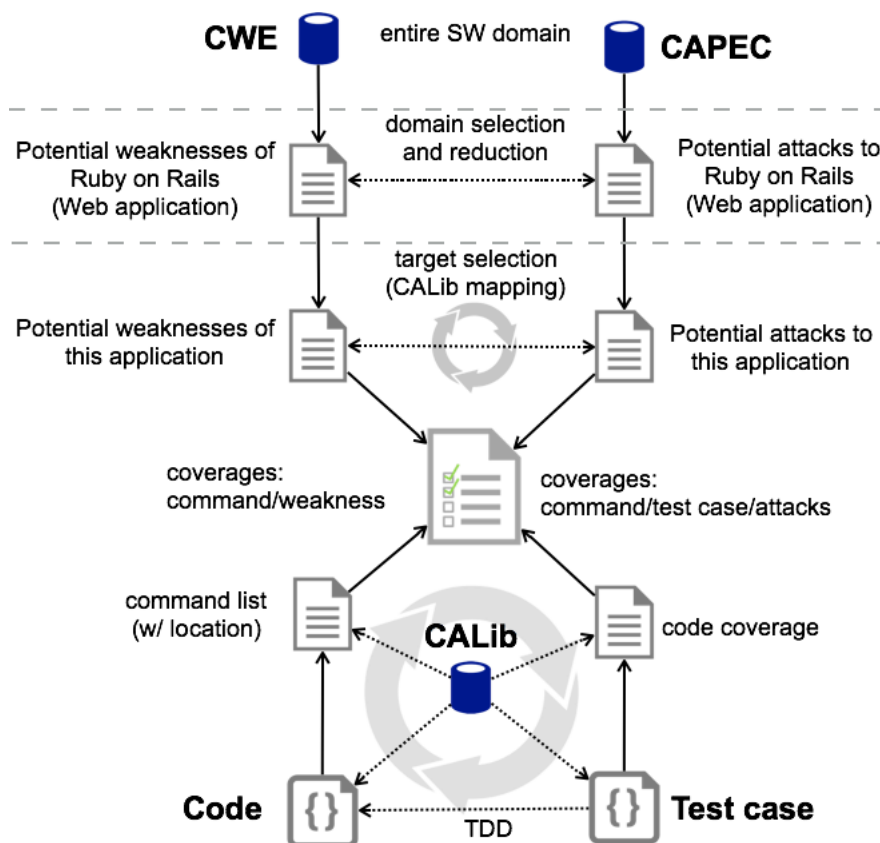 CWE
entire SW domain
CAPEC
Potential weaknesses of
Ruby on Rails
(Web application)
domain selection
and reduction
Potential attacks to
Ruby on Rails
(Web application)
target selection
(CALib mapping)
Potential weaknesses of
this application
Potential attacks to
this application
coverages:
command/weakness
coverages:
command/test case/attacks
command list
(w/ location)
CALib
code coverage
Code
{}
TDD
{}
Test case